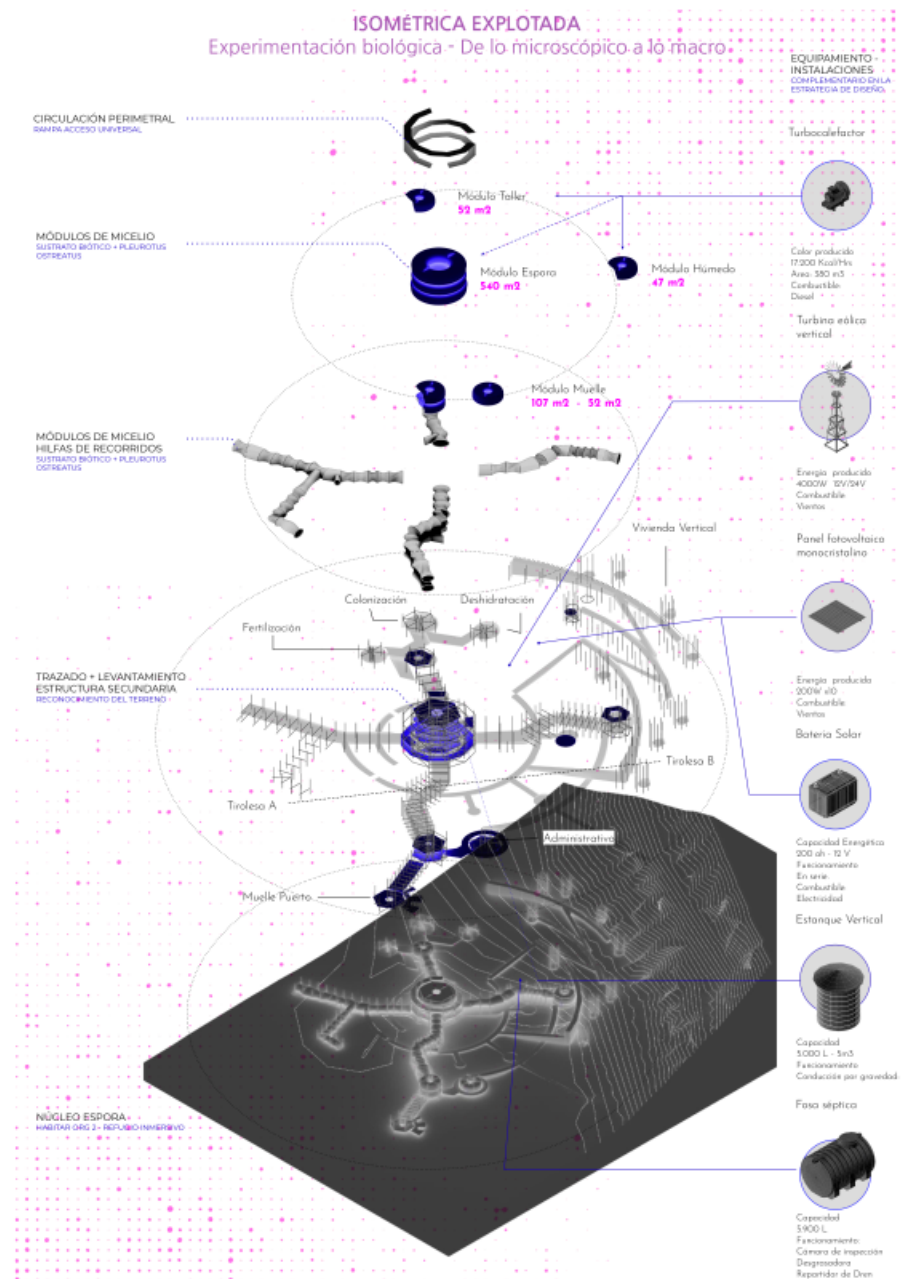 ISOMÉTRICA EXPLOTADA
Experimentación biológica - De lo microscópico a lo macro
EQUIPAMIENTO -
INSTALACIONES
COMPLEMENTARIO EN LA
ESTRATEGIA DE DISEÑO.
CIRCULACIÓN PERIMETRAL
RAMPA ACCESO UNIVERSAL
Turbocalefactor
Módulo Taller
52 m2
MÓDULOS DE MICELIO
SUSTRATO BIÓTICO + PLEUROTUS
OSTREATUS
Módulo Espora
540 m2
Módulo Húmedo
47 m2
Calor producido
17.200 Kcal/Hrs
Area: 580 m3
Combustible:
Diesel
Turbina eólica
vertical
Módulo Muelle
107 m2 - 52 m2
MÓDULOS DE MICELIO
HILFAS DE RECORRIDOS
SUSTRATO BIÓTICO + PLEUROTUS
OSTREATUS
Energía producida
4000W 12V/24V
Combustible
Vientos
Vivienda Vertical
Panel fotovoltaico
monocristalino
Colonización
Deshidratación
Fertilización
TRAZADO + LEVANTAMIENTO
ESTRUCTURA SECUNDARIA
RECONOCIMIENTO DEL TERRENO
Energía producida
200W x10
Combustible
Vientos
Batería Solar
Tirolesa B
Tirolesa A
Administrativo
Capacidad Energética
200 ah - 12 V
Funcionamiento
En serie.
Combustible
Electrisidad
Muelle Puerto
Estanque Vertical
Capacidad
5.000 L - 5m3
Funcionamiento
Conducción por gravedad
Fosa séptica
NÚCLEO ESPORA
HABITAR ORG 2 - REFUGIO INMERSIVO
Capacidad
5.900 L
Funcionamiento:
Cámara de inspección
Desgrasadora
Repartidor de Dren